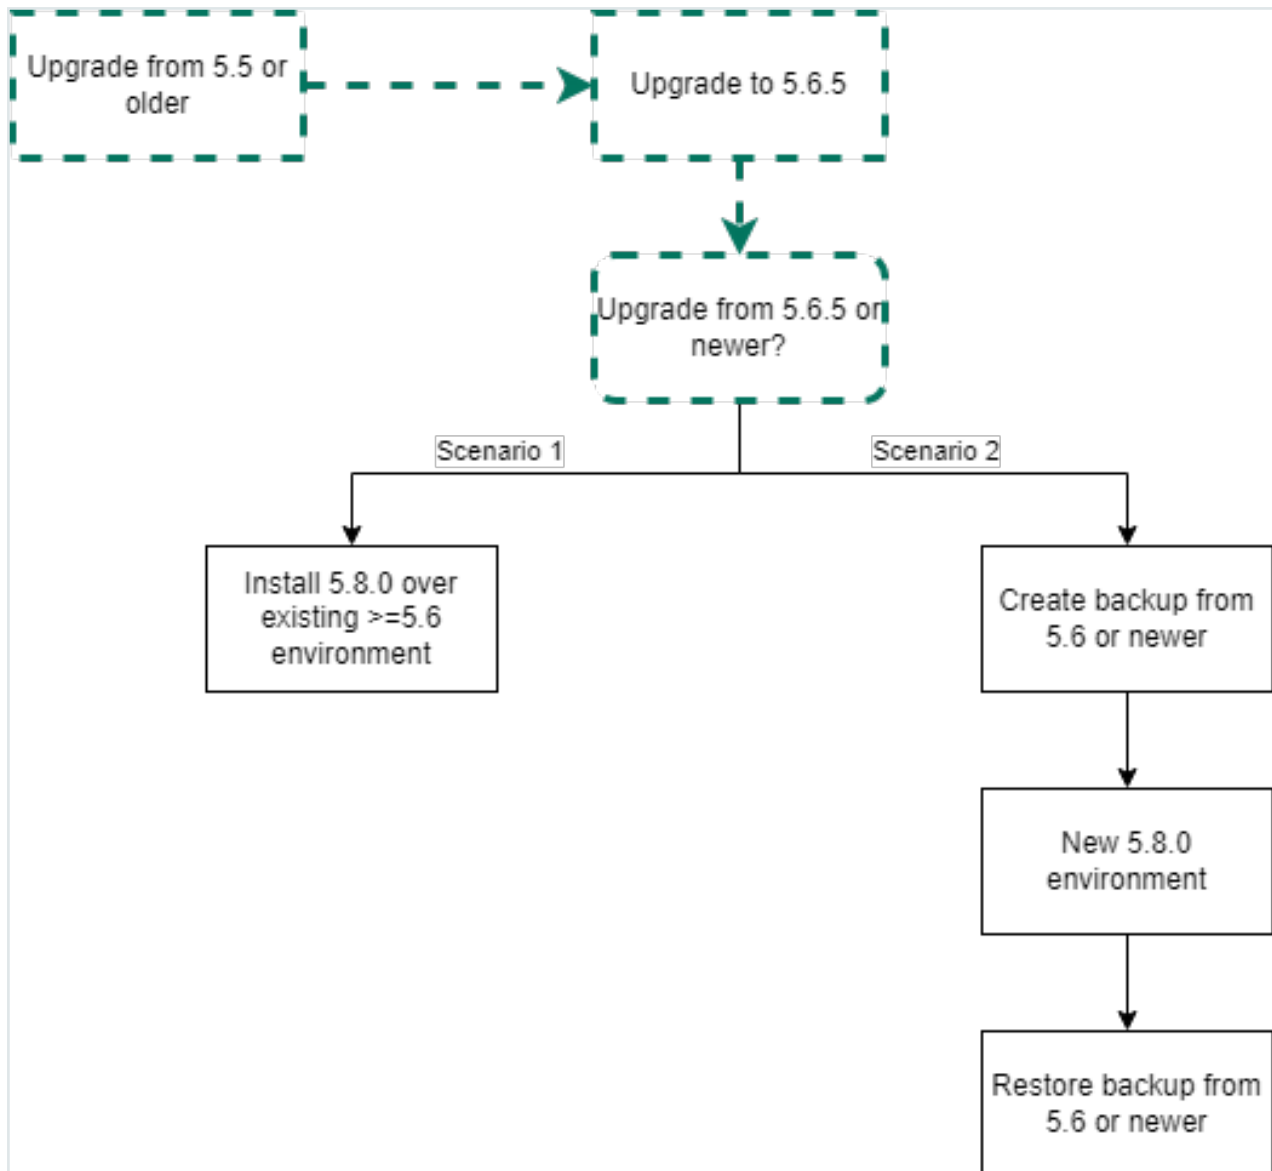 Upgrade from 5.5 or
older
Upgrade to 5.6.5
Upgrade from 5.6.5 or
newer?
Scenario 1
Scenario 2
Install 5.8.0 over
existing >=5.6
environment
Create backup from
5.6 or newer
New 5.8.0
environment
Restore backup from
5.6 or newer